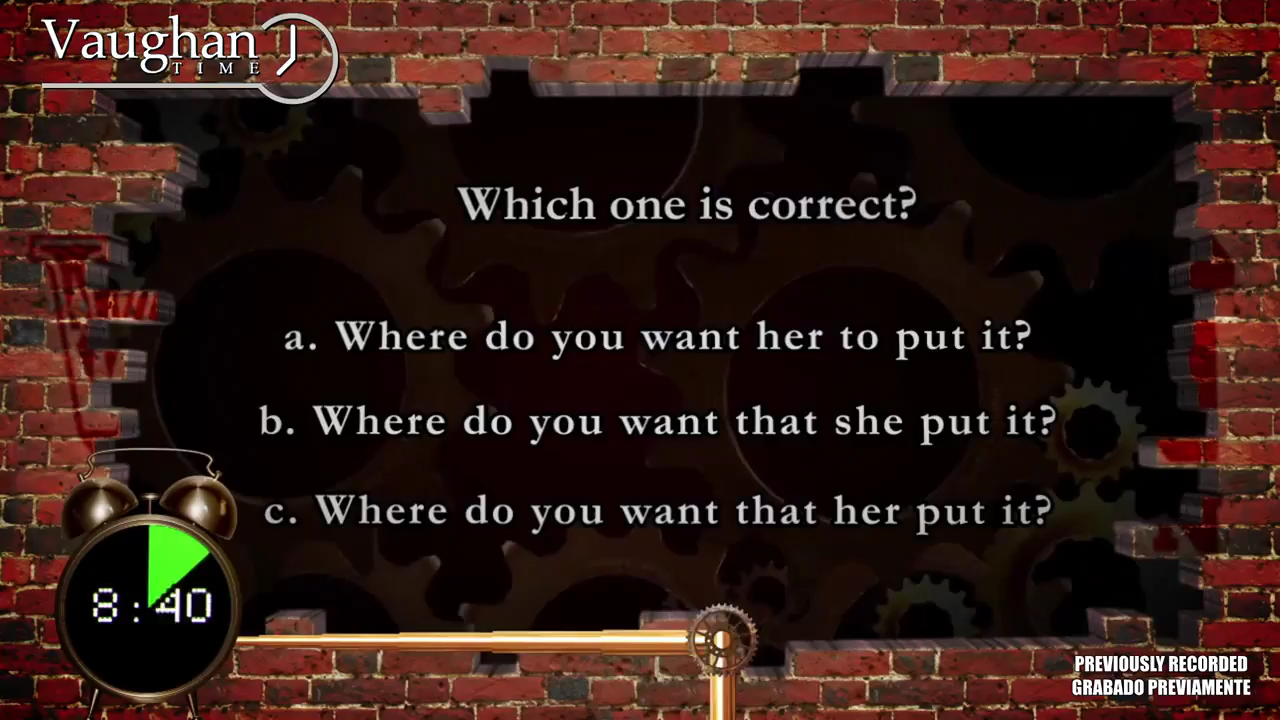 Vaughan
TIME
Which one is correct?
a. Where do you want her to put it?
b. Where do you want that she put it?
c. Where do you want that her put it?
8:40
PREVIOUSLY RECORDED
GRABADO PREVIAMENTE